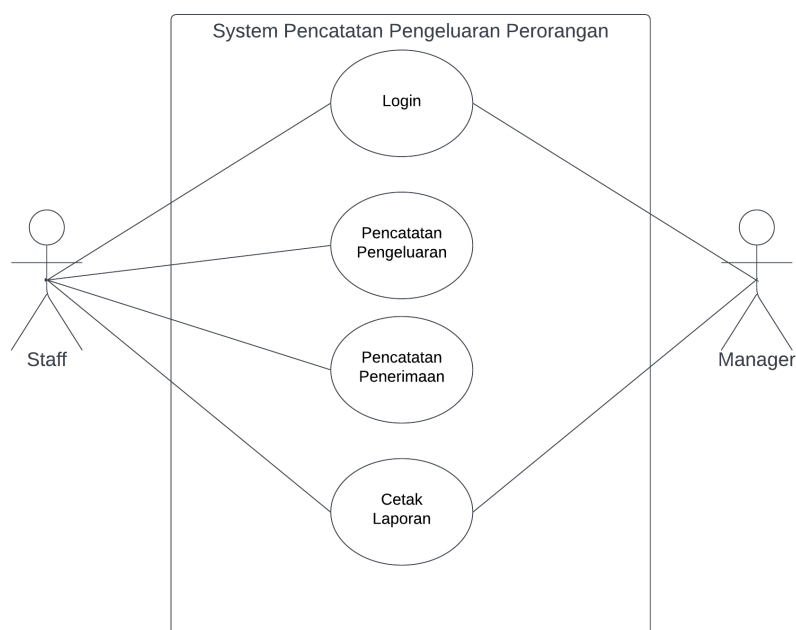 System Pencatatan Pengeluaran Perorangan
Login
Pencatatan
Pengeluaran
Pencatatan
Penerimaan
Staff
Manager
Cetak
Laporan